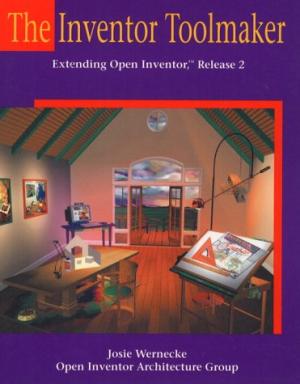 The Inventor Toolmaker
Extending Open Inventor,™ Release 2
Josie Wernecke
Open Inventor Architecture Group